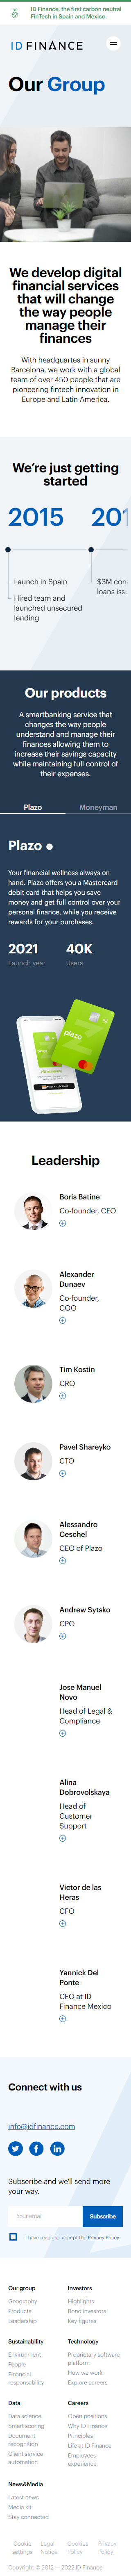 ID Finance, the first carbon neutral
FinTech in Spain and Mexico.
ID FINANCE
Our Group
We develop digital
financial services
that will change
the way people
manage their
finances
With headquartes in sunny
Barcelona, we work with a global
team of over 450 people that are
pioneering fintech innovation in
Europe and Latin America.
We're just getting
started
2015
201
Launch in Spain
Hired team and
launched unsecured
lending
$3M
loans
Our products
A smartbanking service that
changes the way people
understand and manage their
finances allowing them to
increase their savings capacity
while maintaining full control of
their expenses.
Plazo
Moneyman
Plazo
Your financial wellness always on
hand. Plazo offers you a Mastercard
debit card that helps you save
money and get full control over your
personal finance, while you receive
rewards for your purchases.
2021
40K
Launch year
Users
plazo
Leadership
Boris Batine
Co-founder, CEO
Alexander
Dunaev
Co-founder,
COO
Tim Kostin
CRO
Pavel Shareyko
CTO
Alessandro
Ceschel
CEO of Plazo
Andrew Sytsko
CPO
Jose Manuel
Novo
Head of Legal &
Compliance
Alina
Dobrovolskaya
Head of
Customer
Support
Victor de las
Heras
CFO
Yannick Del
Ponte
CEO at ID
Finance Mexico
Connect with us
info@idfinance.com
Subscribe and we'll send more
your way.
Your email
Subscribe
I have read and accept the Privacy Policy
Our group
Geography
Products
Leadership
Investors
Highlights
Bond investors
Key figures
Sustainability
Environment
People
Financial
responsability
Technology
Proprietary software
platform
How we work
Explore careers
Data
Data science
Smart scoring
Document
recognition
Client service
automation
Careers
Open positions
Why ID Finance
Principles
Life at ID Finance
Employees
experience
News&Media
Latest news
Media kit
Stay connected
Cookie
settings
Legal
Notice
Cookies
Policy
Privacy
Policy
Copyright © 2012 — 2022 ID Finance